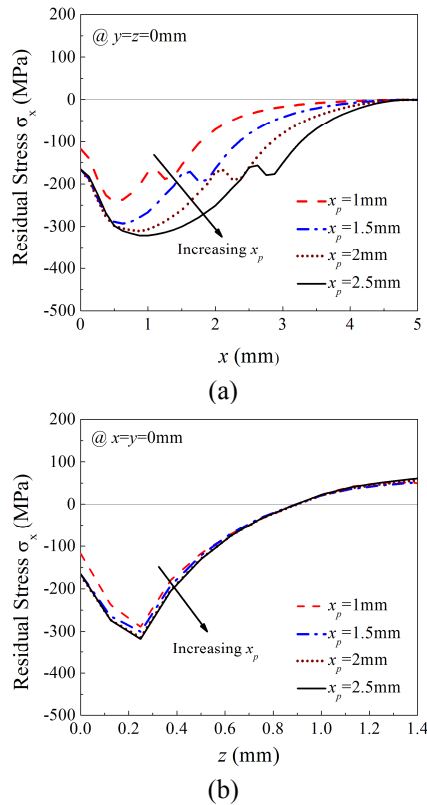 200
@ y=z=0mm
100
0
-100
-200
-300
-400
-500
Residual Stress σx (MPa)
Increasing xp
xp=1mm
xp=1.5mm
xp=2mm
xp=2.5mm
0 1 2 3 4 5
x (mm)
(a)
200
@ x=y=0mm
100
0
-100
-200
-300
-400
-500
Residual Stress σx (MPa)
Increasing xp
xp=1mm
xp=1.5mm
xp=2mm
xp=2.5mm
0.0 0.2 0.4 0.6 0.8 1.0 1.2 1.4
z (mm)
(b)